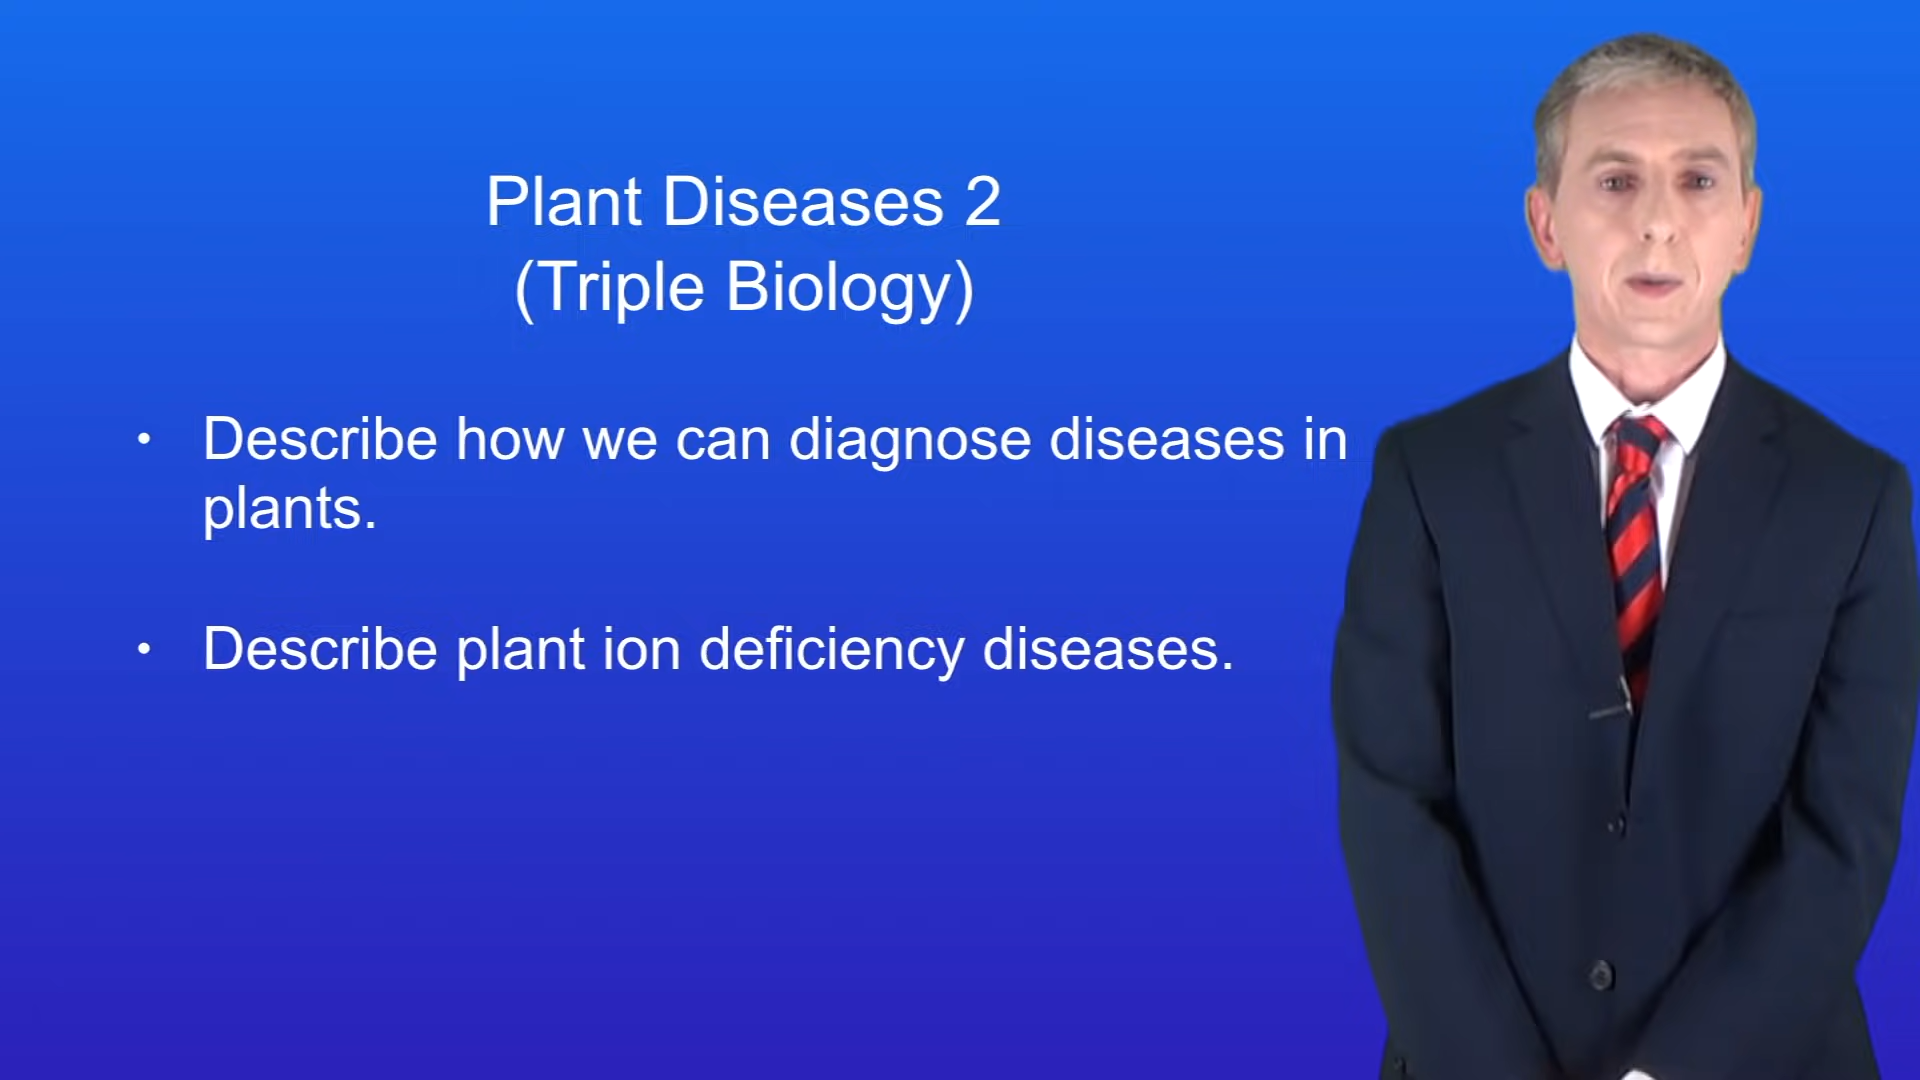 Plant Diseases 2
(Triple Biology)
• Describe how we can diagnose diseases in
plants.
• Describe plant ion deficiency diseases.